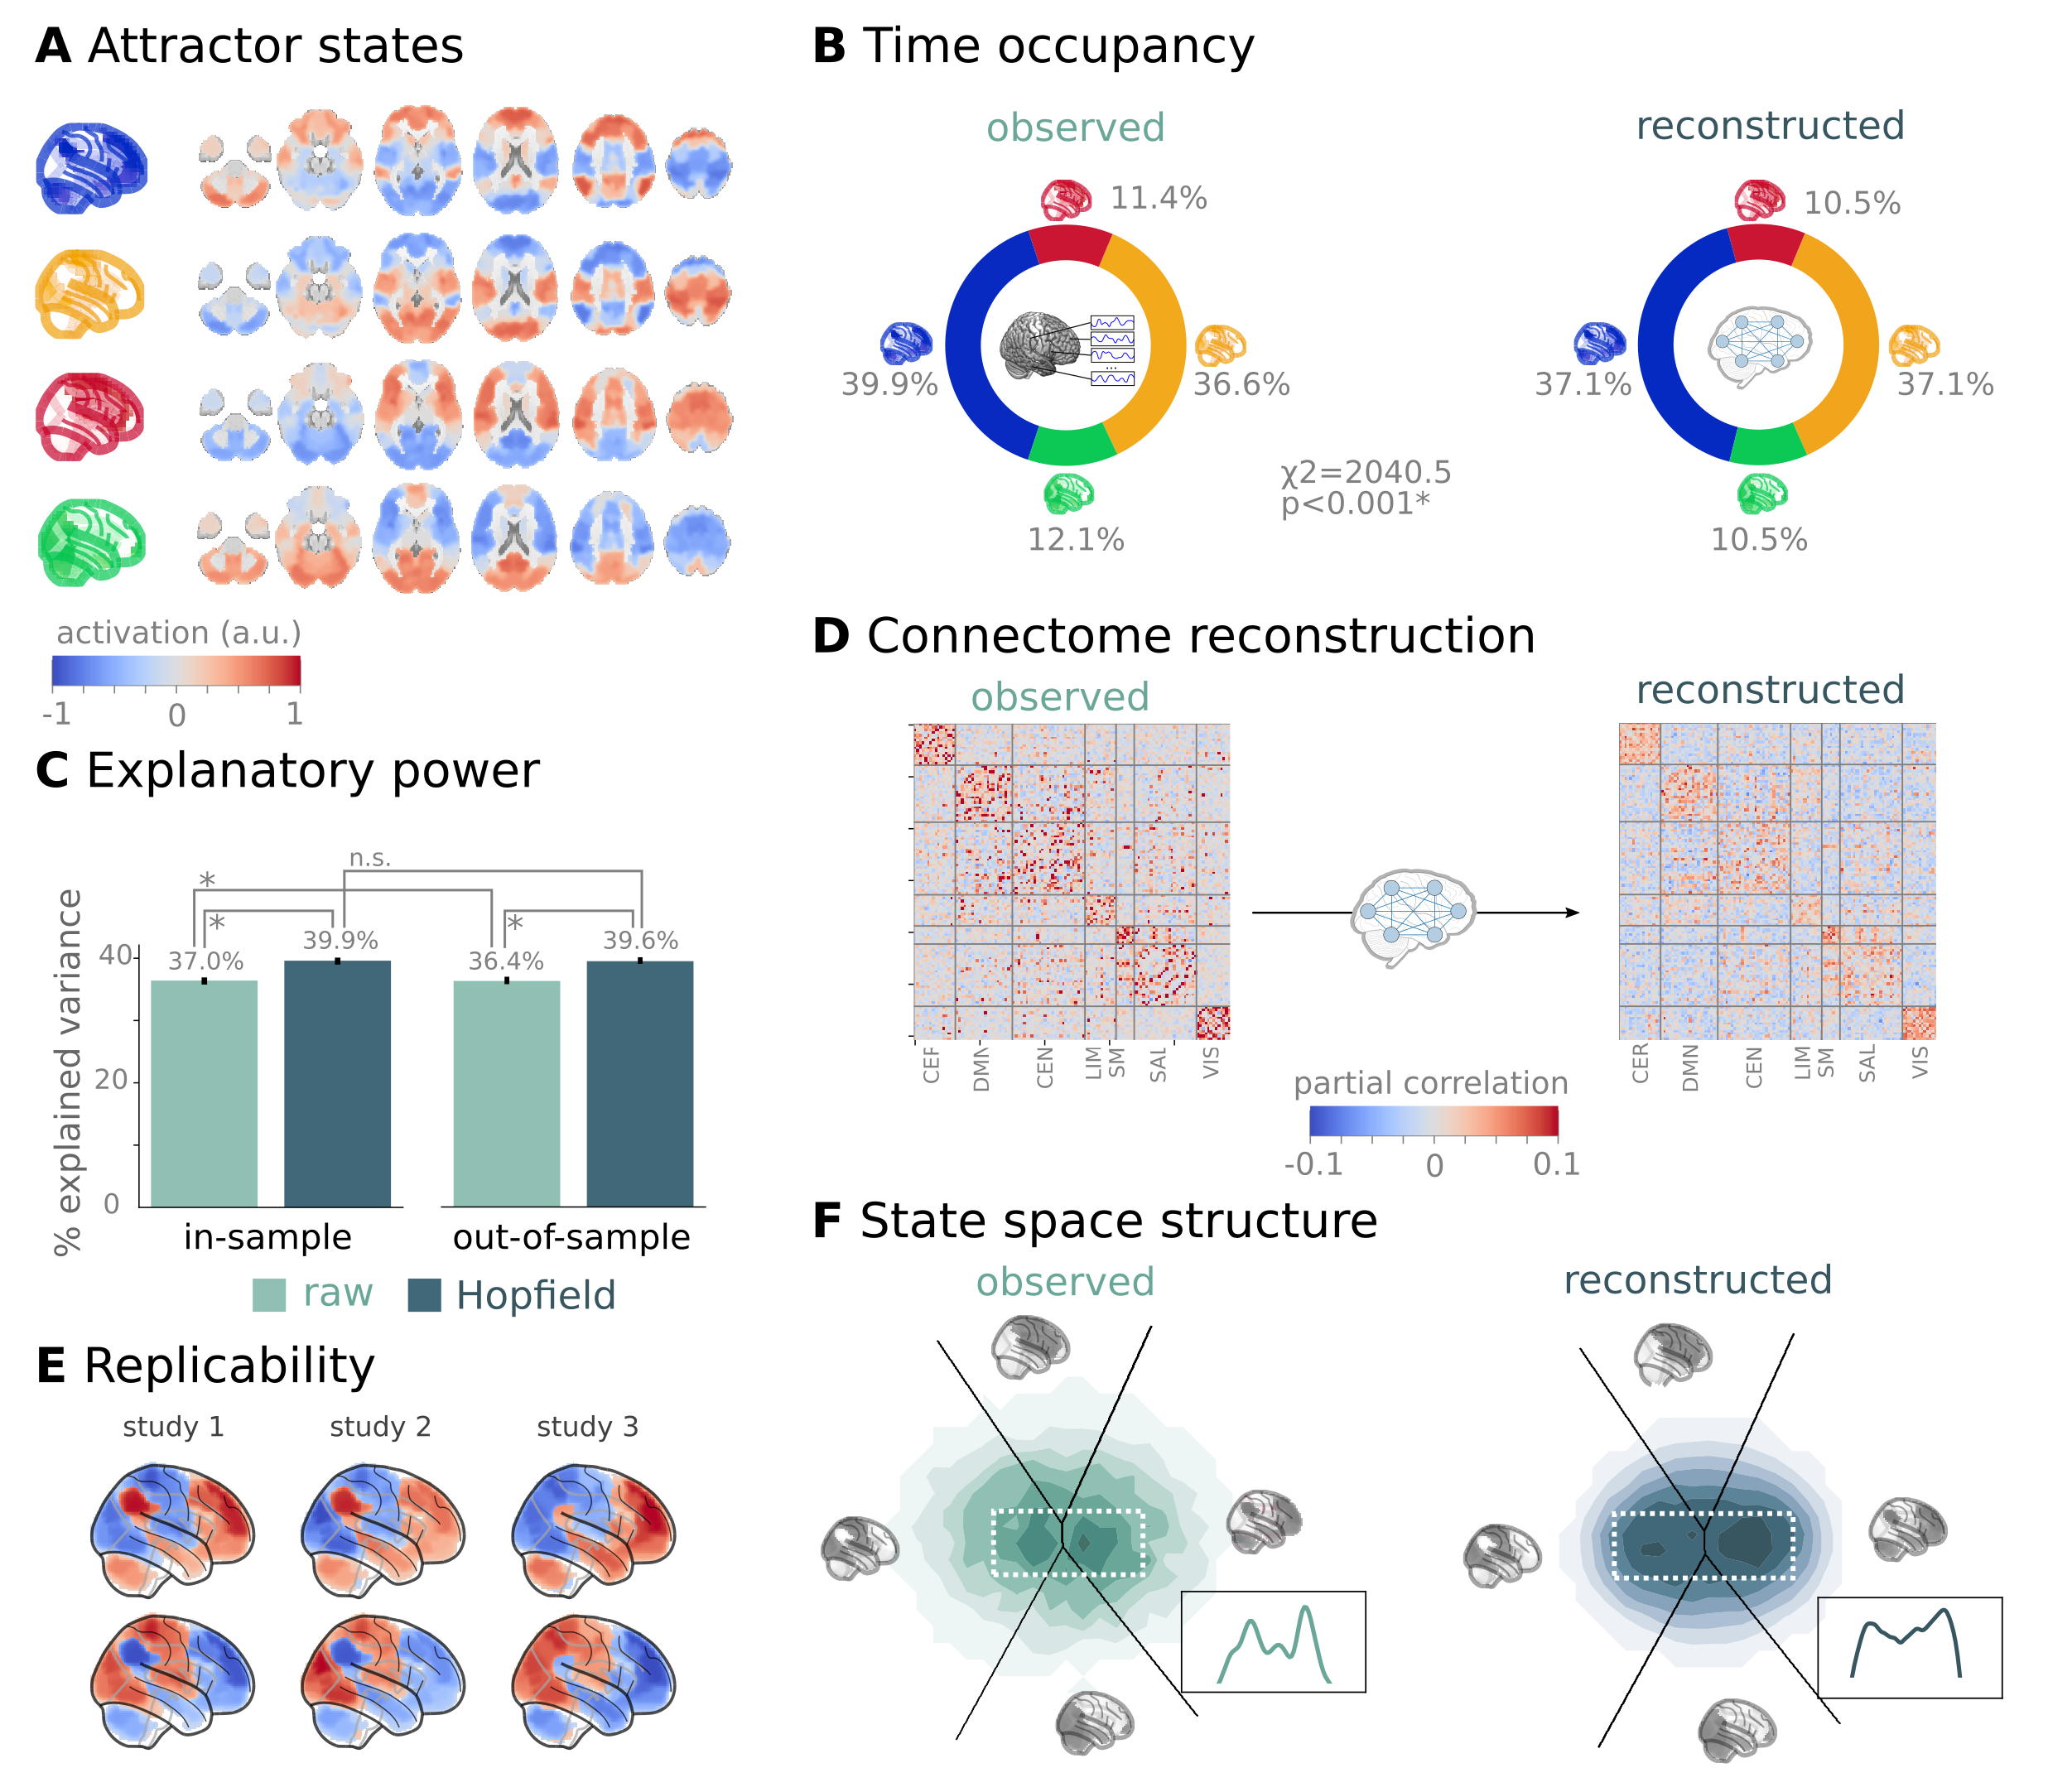 A Attractor states
activation (a.u.)
-1 0 1
B Time occupancy
observed
11.4%
39.9%
36.6%
12.1%
χ2=2040.5
p<0.001*
reconstructed
10.5%
37.1%
37.1%
10.5%
C Explanatory power
% explained variance
40
20
0
n.s.
*
*
*
37.0%
39.9%
36.4%
39.6%
in-sample
out-of-sample
raw
Hopfield
D Connectome reconstruction
observed
reconstructed
CER DMN CEN LIM SM SAL VIS
CER DMN CEN LIM SM SAL VIS
partial correlation
-0.1 0 0.1
E Replicability
study 1
study 2
study 3
F State space structure
observed
reconstructed